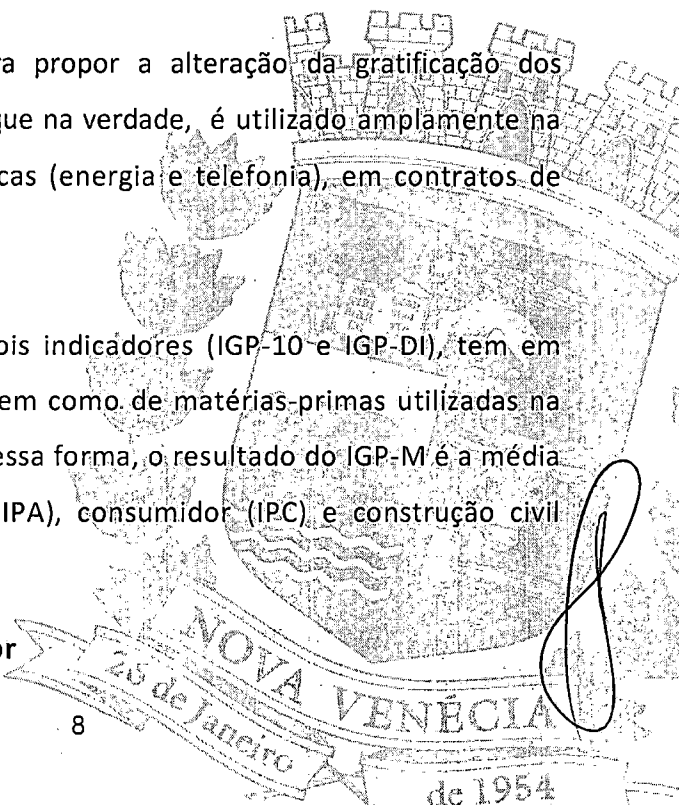 ra propor a alteração da gratificação dos
que na verdade, é utilizado amplamente na
cas (energia e telefonia), em contratos de
ois indicadores (IGP-10 e IGP-DI), tem em
em como de matérias-primas utilizadas na
essa forma, o resultado do IGP-M é a média
IPA), consumidor (IPC) e construção civil
or
8
NOVA VENÉCIA
26 de Janeiro
de 1954